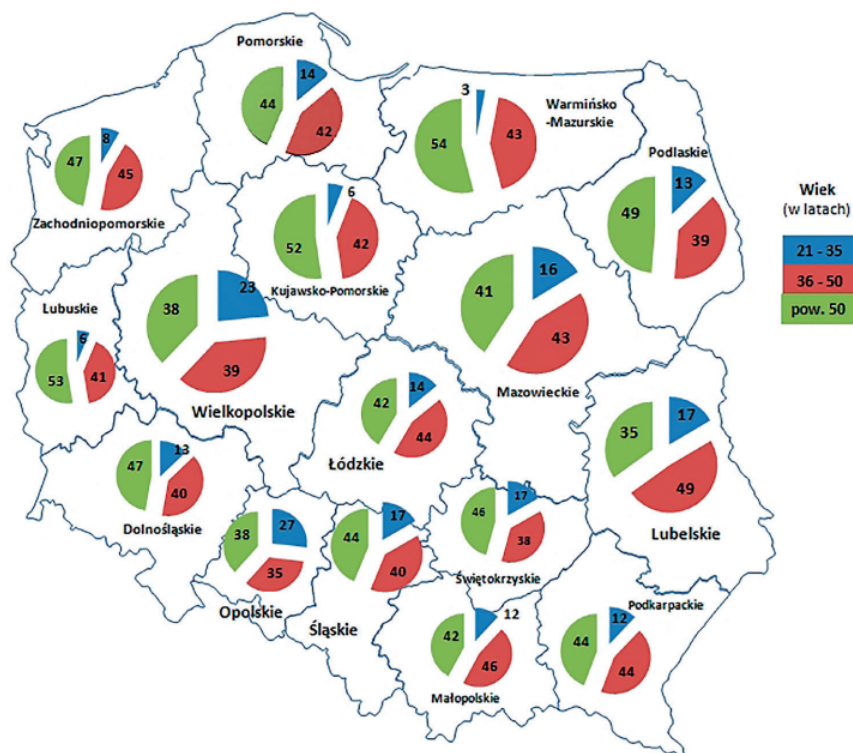 Pomorskie
14
44
42
3
Warmińsko
-Mazurskie
43
54
8
47
45
Zachodniopomorskie
Podlaskie
13
49
39
Wiek
(w latach)
21 - 35
36 - 50
pow. 50
6
52
42
Kujawsko-Pomorskie
23
38
39
Wielkopolskie
16
41
43
Mazowieckie
Lubuskie
6
53
41
14
42
44
Łódzkie
17
35
49
Lubelskie
13
47
40
Dolnośląskie
27
38
35
Opolskie
17
44
40
Śląskie
17
46
38
Świętokrzyskie
12
42
46
Małopolskie
Podkarpackie
12
44
44